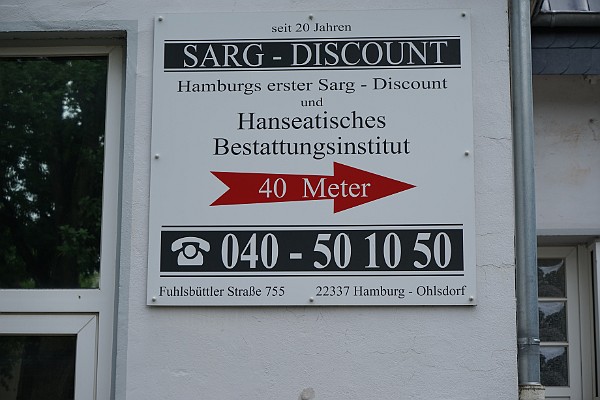 seit 20 Jahren
SARG - DISCOUNT
Hamburgs erster Sarg - Discount
und
Hanseatisches
Bestattungsinstitut
40 Meter
040 - 50 10 50
Fuhlsbüttler Straße 755 22337 Hamburg - Ohlsdorf